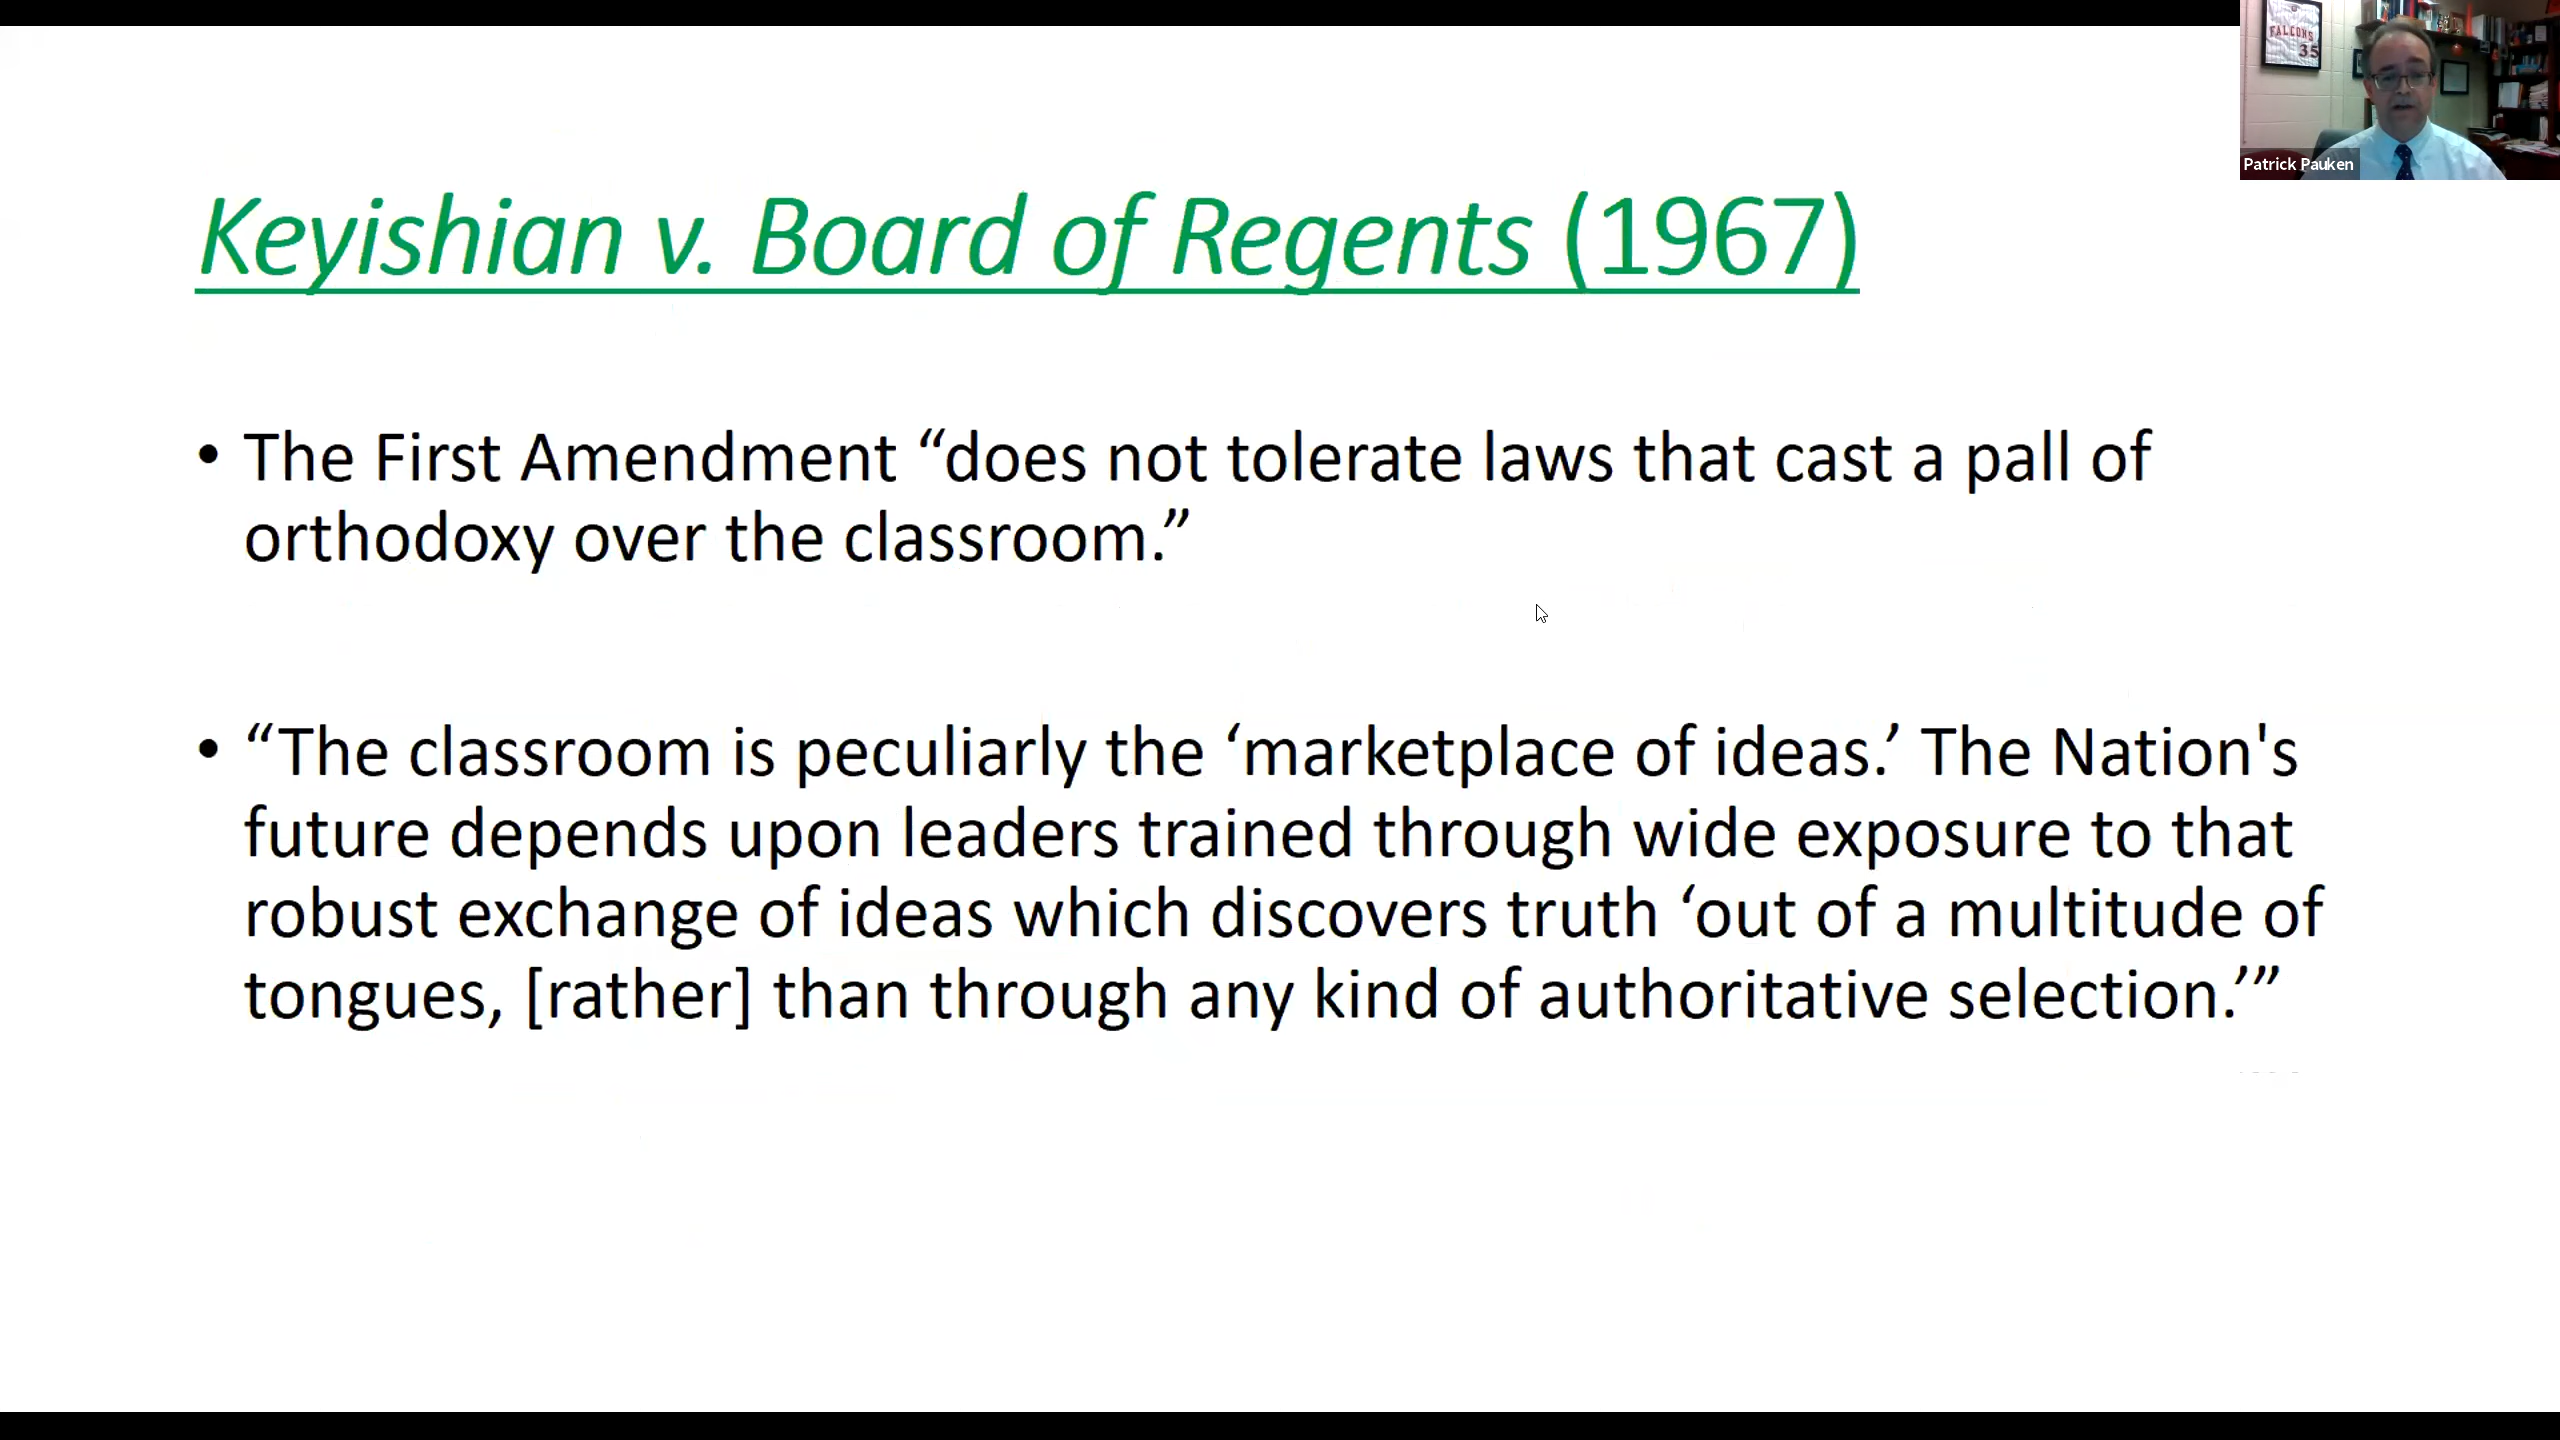 FALCONS
35
Patrick Pauken
Keyishian v. Board of Regents (1967)
• The First Amendment “does not tolerate laws that cast a pall of
orthodoxy over the classroom.”
• “The classroom is peculiarly the ‘marketplace of ideas.’ The Nation's
future depends upon leaders trained through wide exposure to that
robust exchange of ideas which discovers truth ‘out of a multitude of
tongues, [rather] than through any kind of authoritative selection.’”